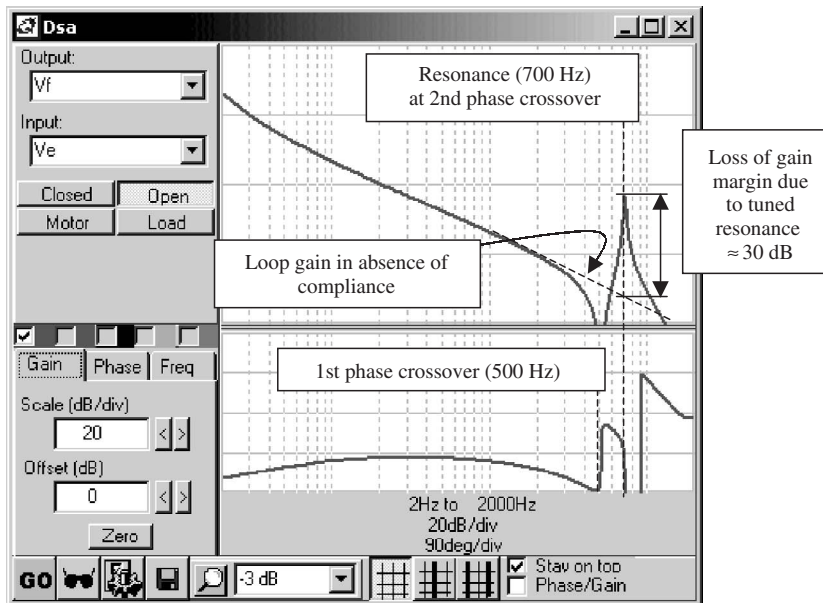 Dsa
Output:
Vf
Input:
Ve
Closed
Open
Motor
Load
Resonance (700 Hz)
at 2nd phase crossover
Loss of gain
margin due
to tuned
resonance
≈ 30 dB
Loop gain in absence of
compliance
1st phase crossover (500 Hz)
Gain
Phase
Freq
Scale (dB/div)
20
< >
Offset (dB)
0
< >
Zero
2Hz to 2000Hz
20dB/div
90deg/div
GO
-3 dB
Stay on top
Phase/Gain